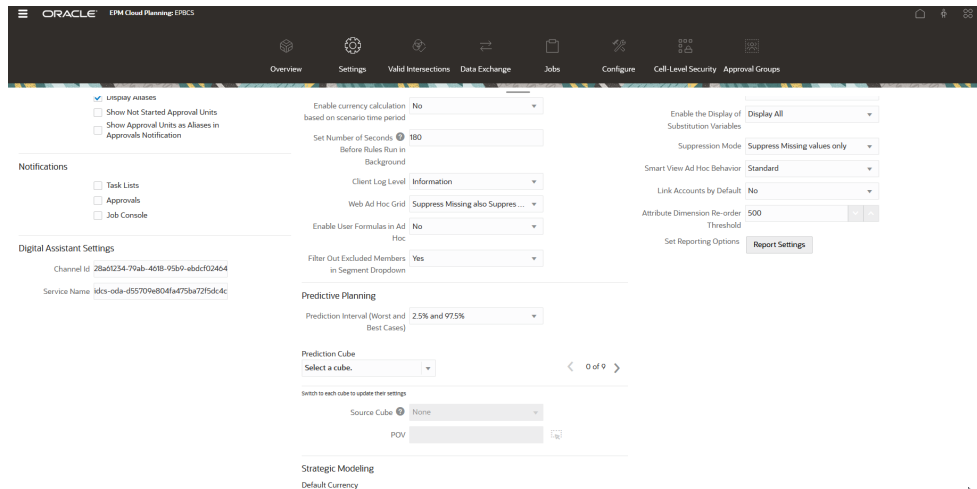 ORACLE® EPM Cloud Planning: EPBCS
Overview Settings Valid Intersections Data Exchange Jobs Configure Cell-Level Security Approval Groups
Display Aliases
Show Not Started Approval Units
Show Approval Units as Aliases in
Approvals Notification
Notifications
Task Lists
Approvals
Job Console
Digital Assistant Settings
Channel Id 28a61234-79ab-4618-95b9-ebdcf02464
Service Name idcs-oda-d55709e804fa475ba72f5dc4c
Enable currency calculation No
based on scenario time period
Set Number of Seconds ? 180
Before Rules Run in
Background
Client Log Level Information
Web Ad Hoc Grid Suppress Missing also Suppres ...
Enable User Formulas in Ad No
Hoc
Filter Out Excluded Members Yes
in Segment Dropdown
Predictive Planning
Prediction Interval (Worst and 2.5% and 97.5%
Best Cases)
Prediction Cube
Select a cube. 0 of 9
Switch to each cube to update their settings
Source Cube ? None
POV
Strategic Modeling
Default Currency
Enable the Display of Display All
Substitution Variables
Suppression Mode Suppress Missing values only
Smart View Ad Hoc Behavior Standard
Link Accounts by Default No
Attribute Dimension Re-order 500
Threshold
Set Reporting Options Report Settings